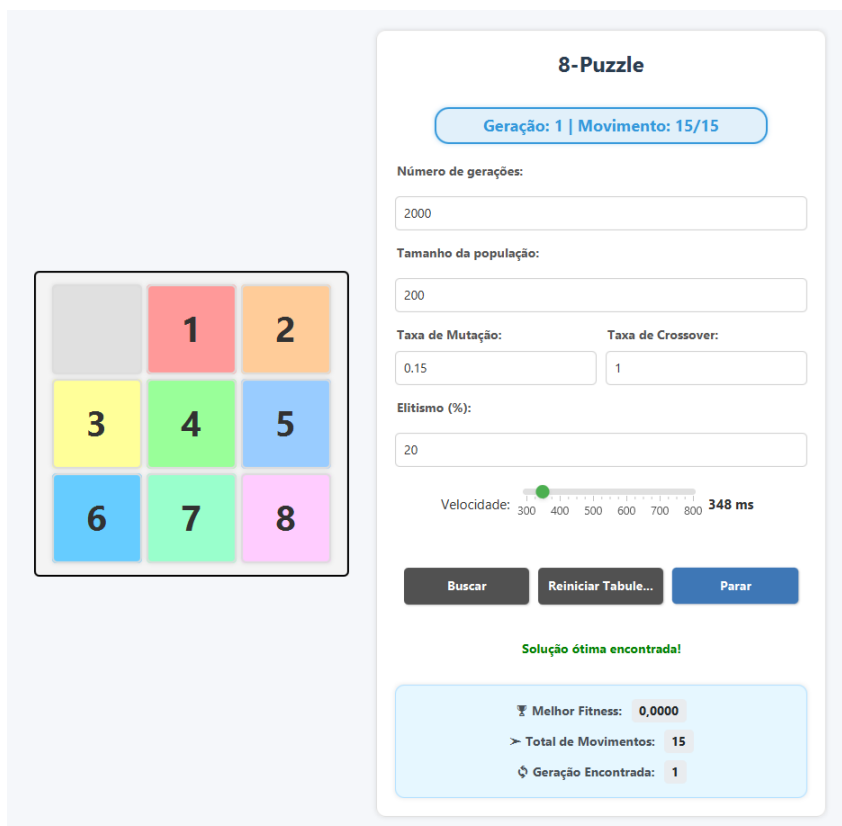 8-Puzzle
Geração: 1 | Movimento: 15/15
Número de gerações:
2000
Tamanho da população:
200
Taxa de Mutação: Taxa de Crossover:
0.15 1
Elitismo (%):
20
Velocidade: 300 400 500 600 700 800 348 ms
Buscar Reiniciar Tabule... Parar
Solução ótima encontrada!
Melhor Fitness: 0,0000
Total de Movimentos: 15
Geração Encontrada: 1
1 2
3 4 5
6 7 8